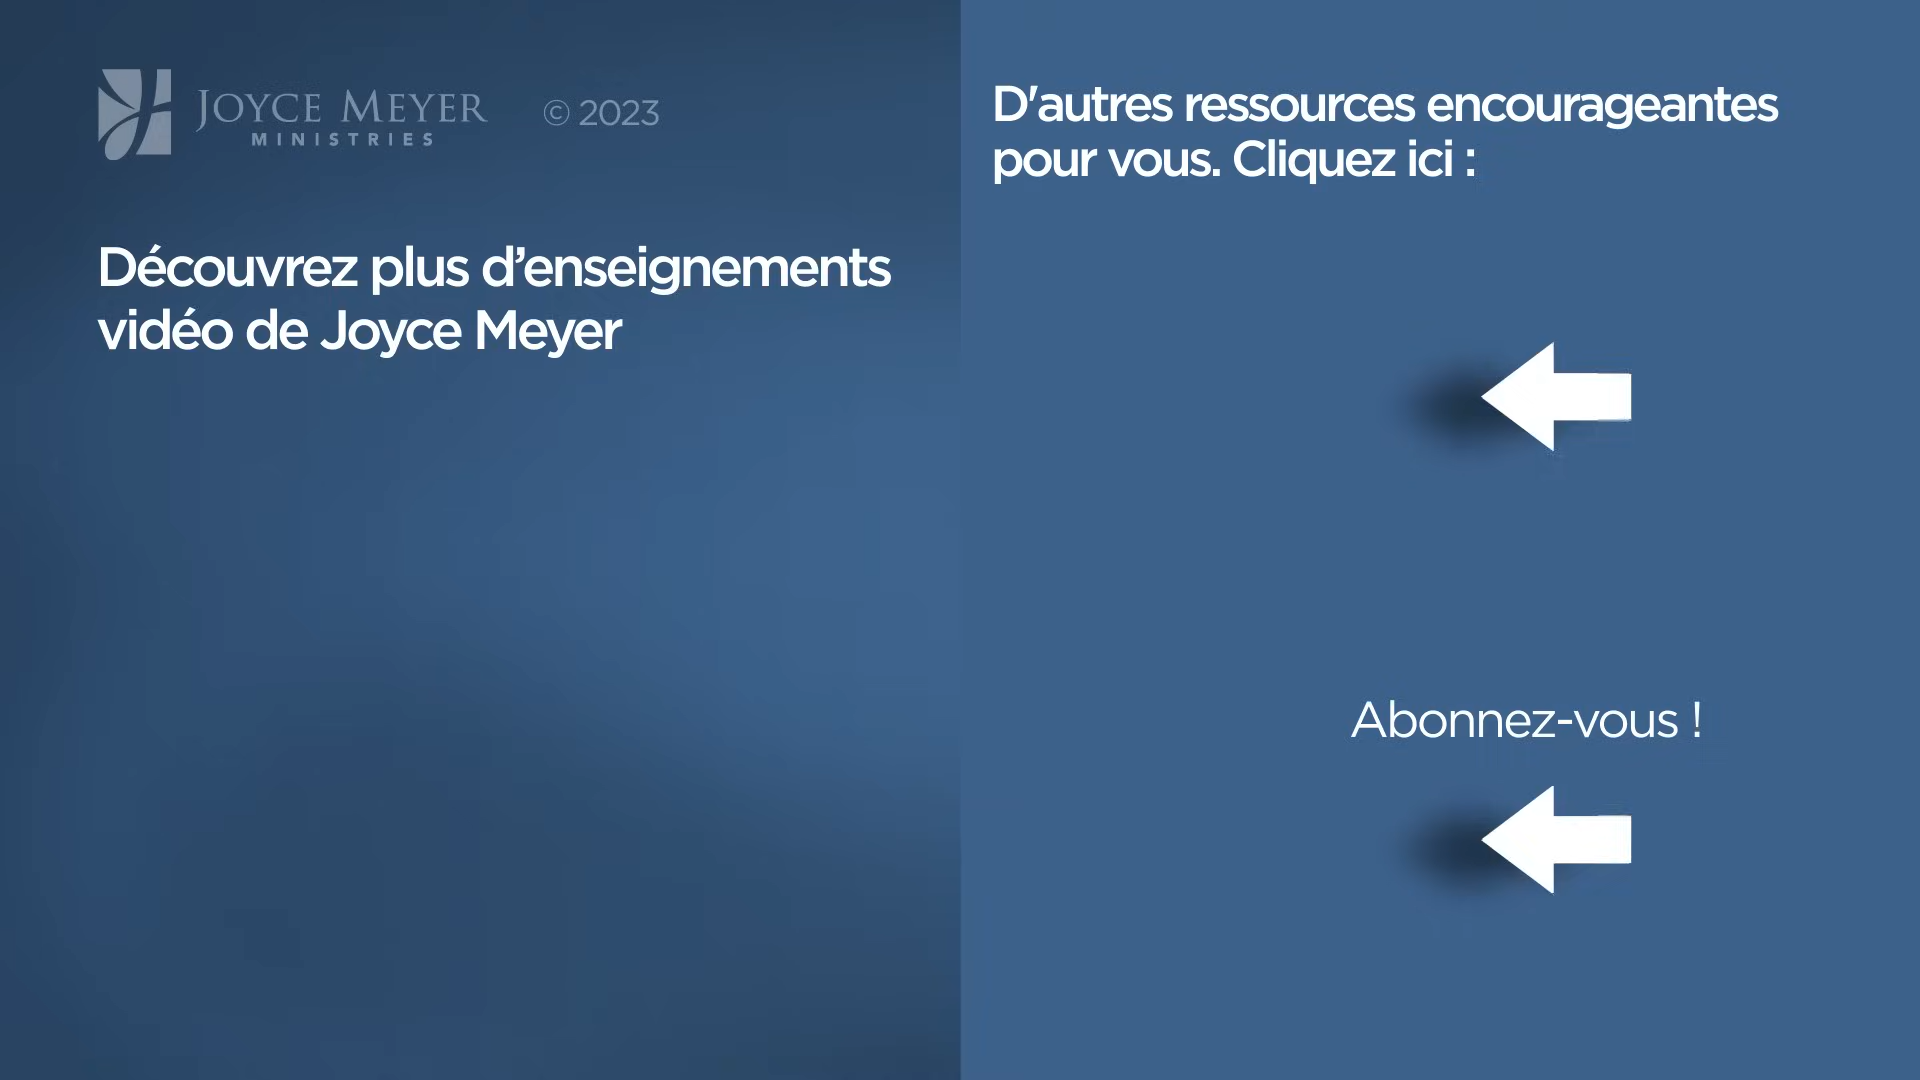 JOYCE MEYER © 2023
MINISTRIES
Découvrez plus d’enseignements
vidéo de Joyce Meyer
D'autres ressources encourageantes
pour vous. Cliquez ici :
Abonnez-vous !